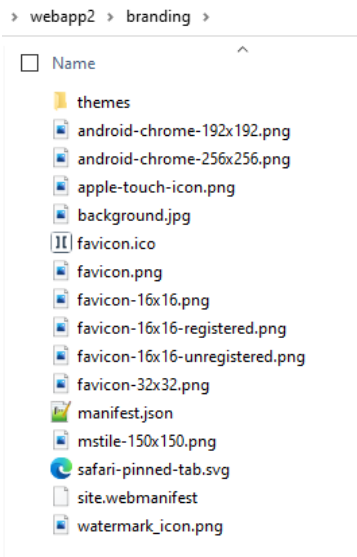 webapp2 > branding >
Name
themes
android-chrome-192x192.png
android-chrome-256x256.png
apple-touch-icon.png
background.jpg
favicon.ico
favicon.png
favicon-16x16.png
favicon-16x16-registered.png
favicon-16x16-unregistered.png
favicon-32x32.png
manifest.json
mstile-150x150.png
safari-pinned-tab.svg
site.webmanifest
watermark_icon.png